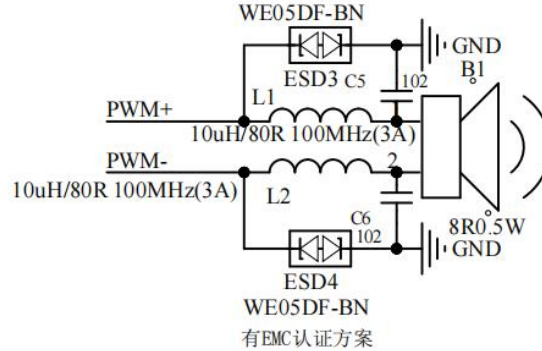 WE05DF-BN
GND
ESD3 C5 102 B1
L1
PWM+
10uH/80R 100MHz(3A)
PWM-
2
10uH/80R 100MHz(3A)
L2
C6
102
8R0.5W
GND
ESD4
WE05DF-BN
有EMC认证方案